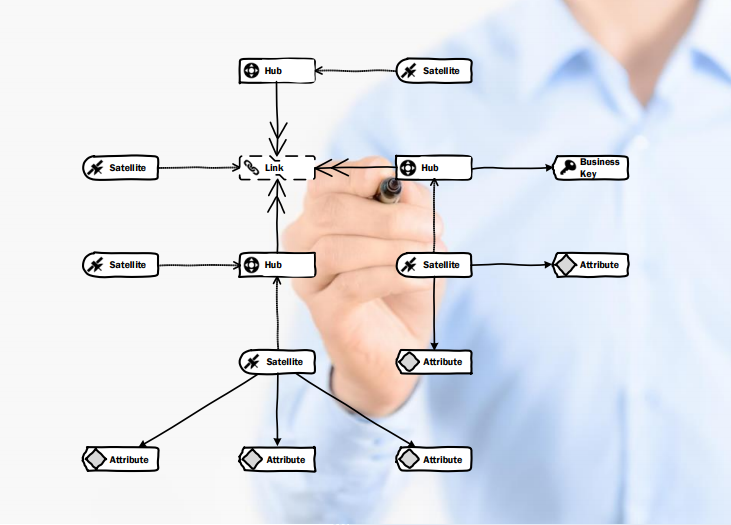 Hub
Satellite
Satellite
Link
Hub
Business
Key
Satellite
Hub
Satellite
Attribute
Satellite
Attribute
Attribute
Attribute
Attribute